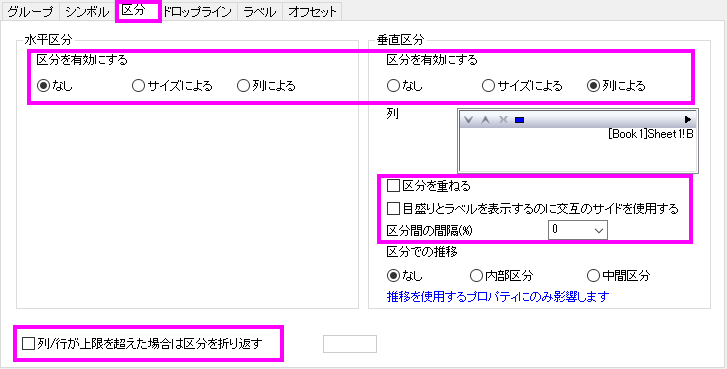 グループ シンボル 区分 ドロップライン ラベル オフセット
水平区分
区分を有効にする
なし サイズによる 列による
垂直区分
区分を有効にする
なし サイズによる 列による
列
[Book1]Sheet1!B
区分を重ねる
目盛りとラベルを表示するのに交互のサイドを使用する
区分間の間隔(%) 0
区分での推移
なし 内部区分 中間区分
推移を使用するプロパティにのみ影響します
列/行が上限を超えた場合は区分を折り返す